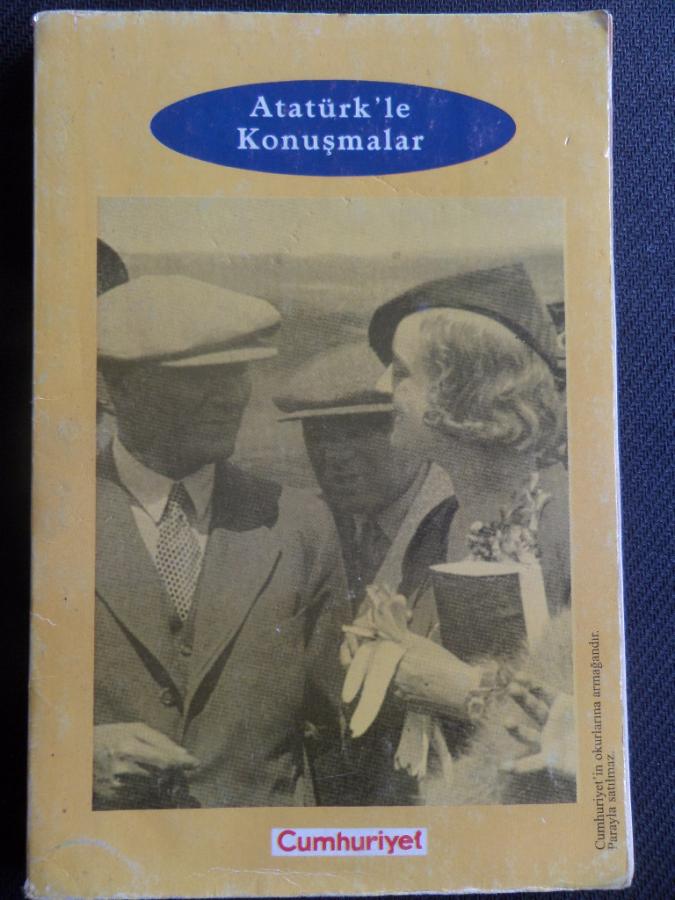 Atatürk'le
Konuşmalar
Cumhuriyet'in okurlarına armağandır.
Parayla satılmaz.
Cumhuriyet